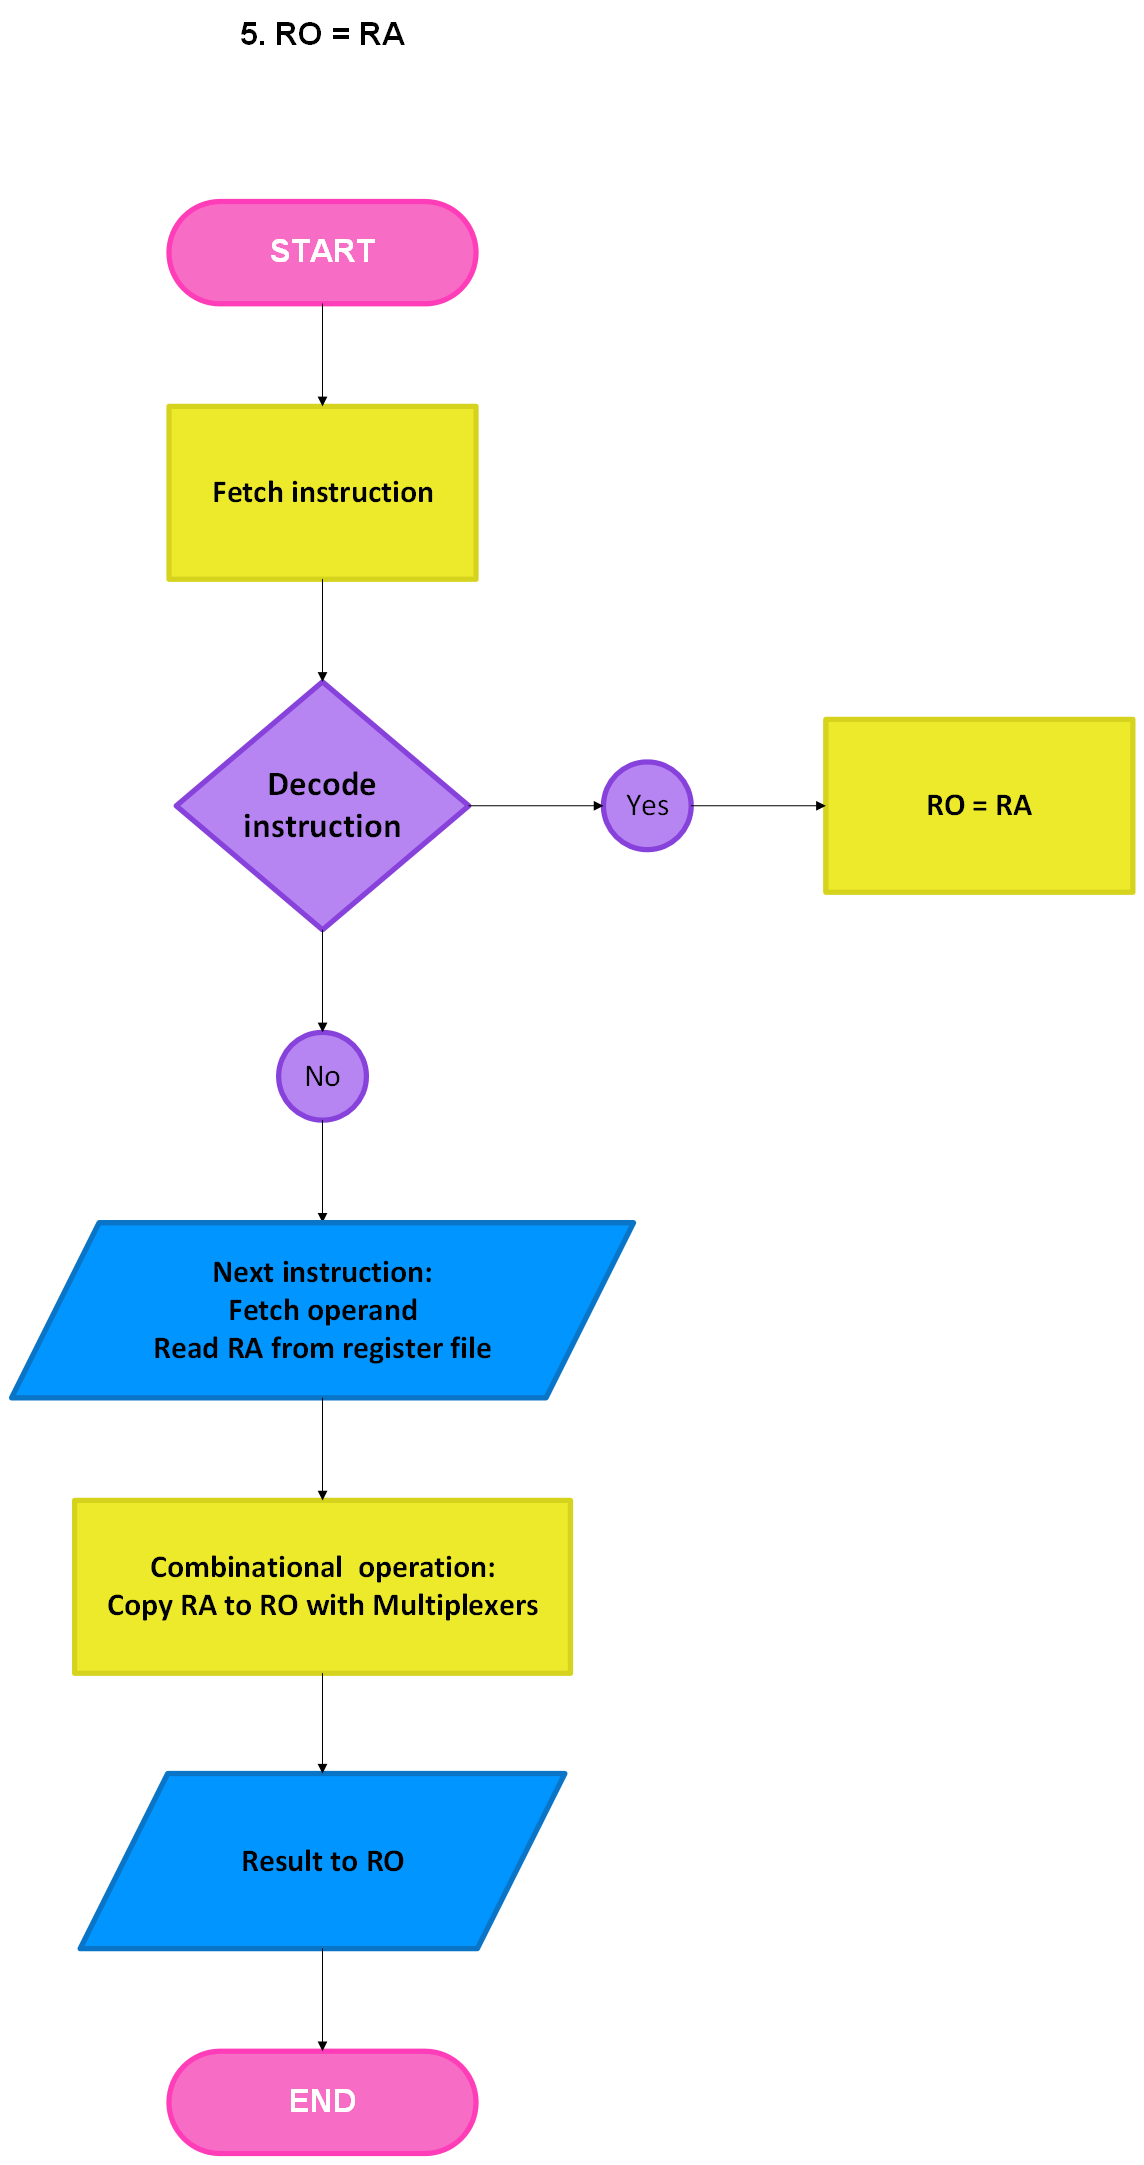 5. RO = RA
START
Fetch instruction
Decode
instruction
Yes
RO = RA
No
Next instruction:
Fetch operand
Read RA from register file
Combinational  operation:
Copy RA to RO with Multiplexers
Result to RO
END